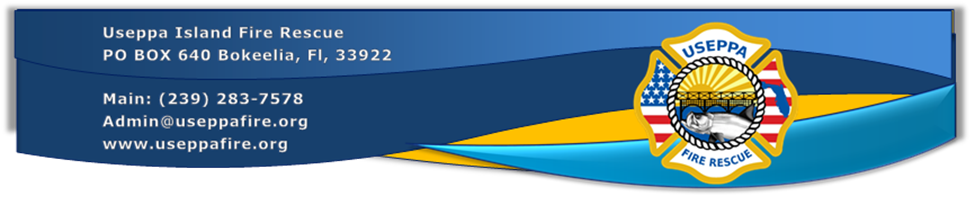 Useppa Island Fire Rescue
PO BOX 640 Bokeelia, Fl, 33922
Main: (239) 283-7578
Admin@useppafire.org
www.useppafire.org
USEPPA
FIRE RESCUE